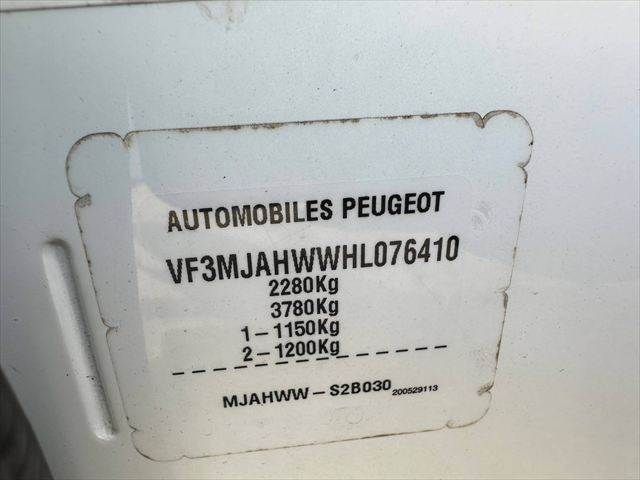 AUTOMOBILES PEUGEOT
VF3MJAHWWHL076410
2280Kg
3780Kg
1-1150Kg
2-1200Kg
MJAHWW-S2B030 200529113